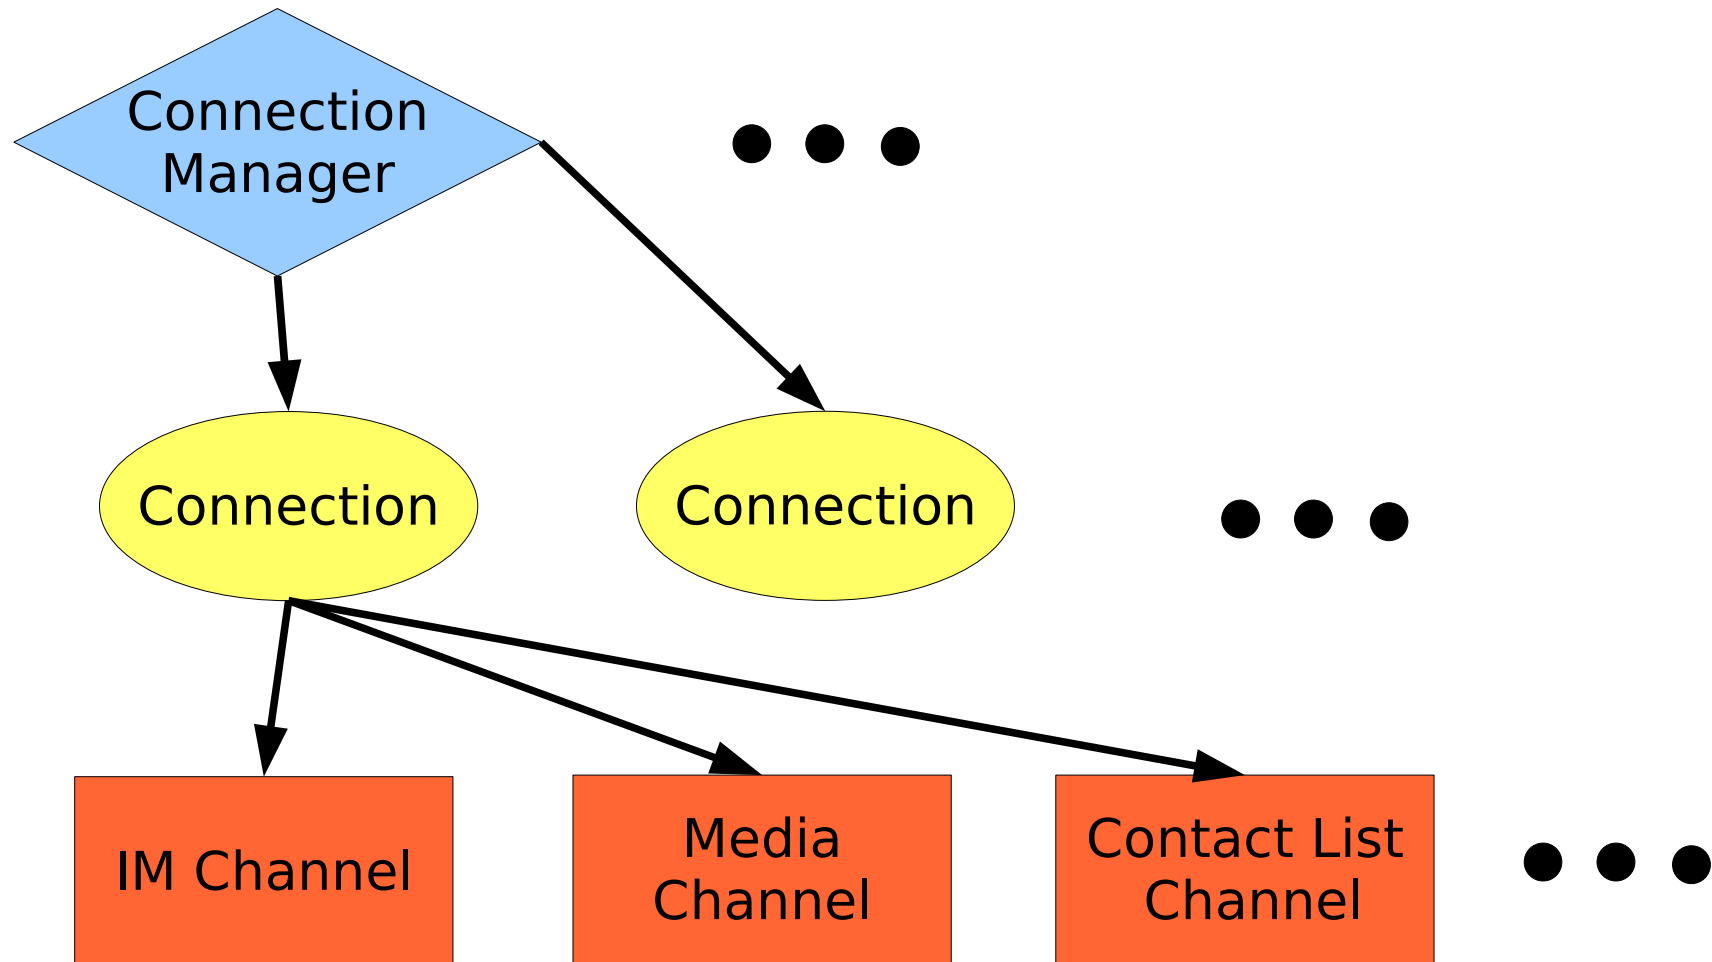 Connection
Manager
Connection
Connection
IM Channel
Media
Channel
Contact List
Channel